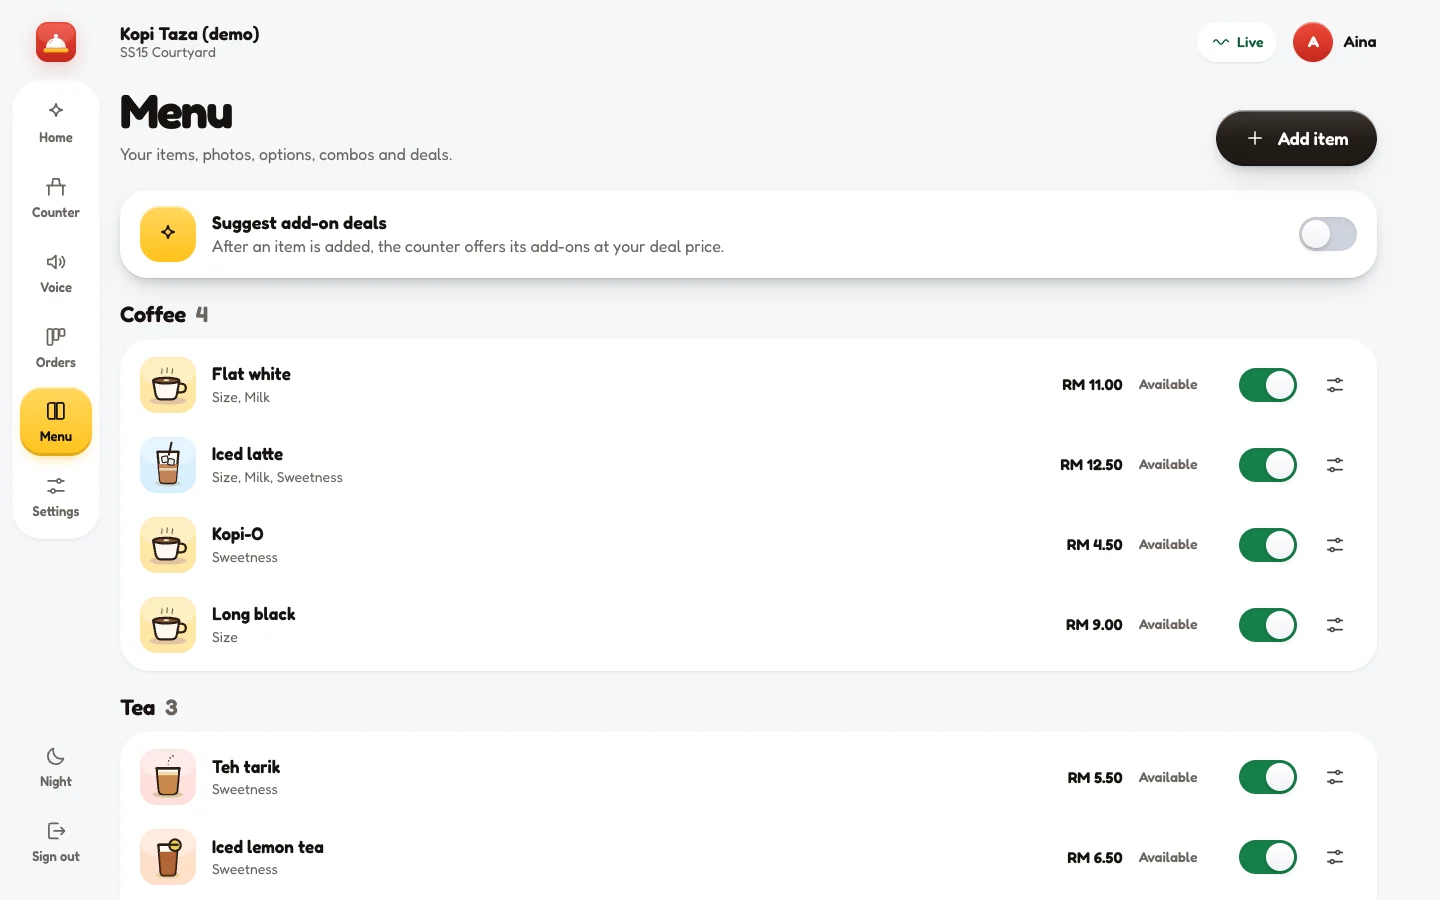 Kopi Taza (demo)
SS15 Courtyard
Live
A
Aina
Home
Counter
Voice
Orders
Menu
Settings
Night
Sign out
Menu
Your items, photos, options, combos and deals.
Add item
Suggest add-on deals
After an item is added, the counter offers its add-ons at your deal price.
Coffee 4
Flat white
Size, Milk
RM 11.00 Available
Iced latte
Size, Milk, Sweetness
RM 12.50 Available
Kopi-O
Sweetness
RM 4.50 Available
Long black
Size
RM 9.00 Available
Tea 3
Teh tarik
Sweetness
RM 5.50 Available
Iced lemon tea
Sweetness
RM 6.50 Available